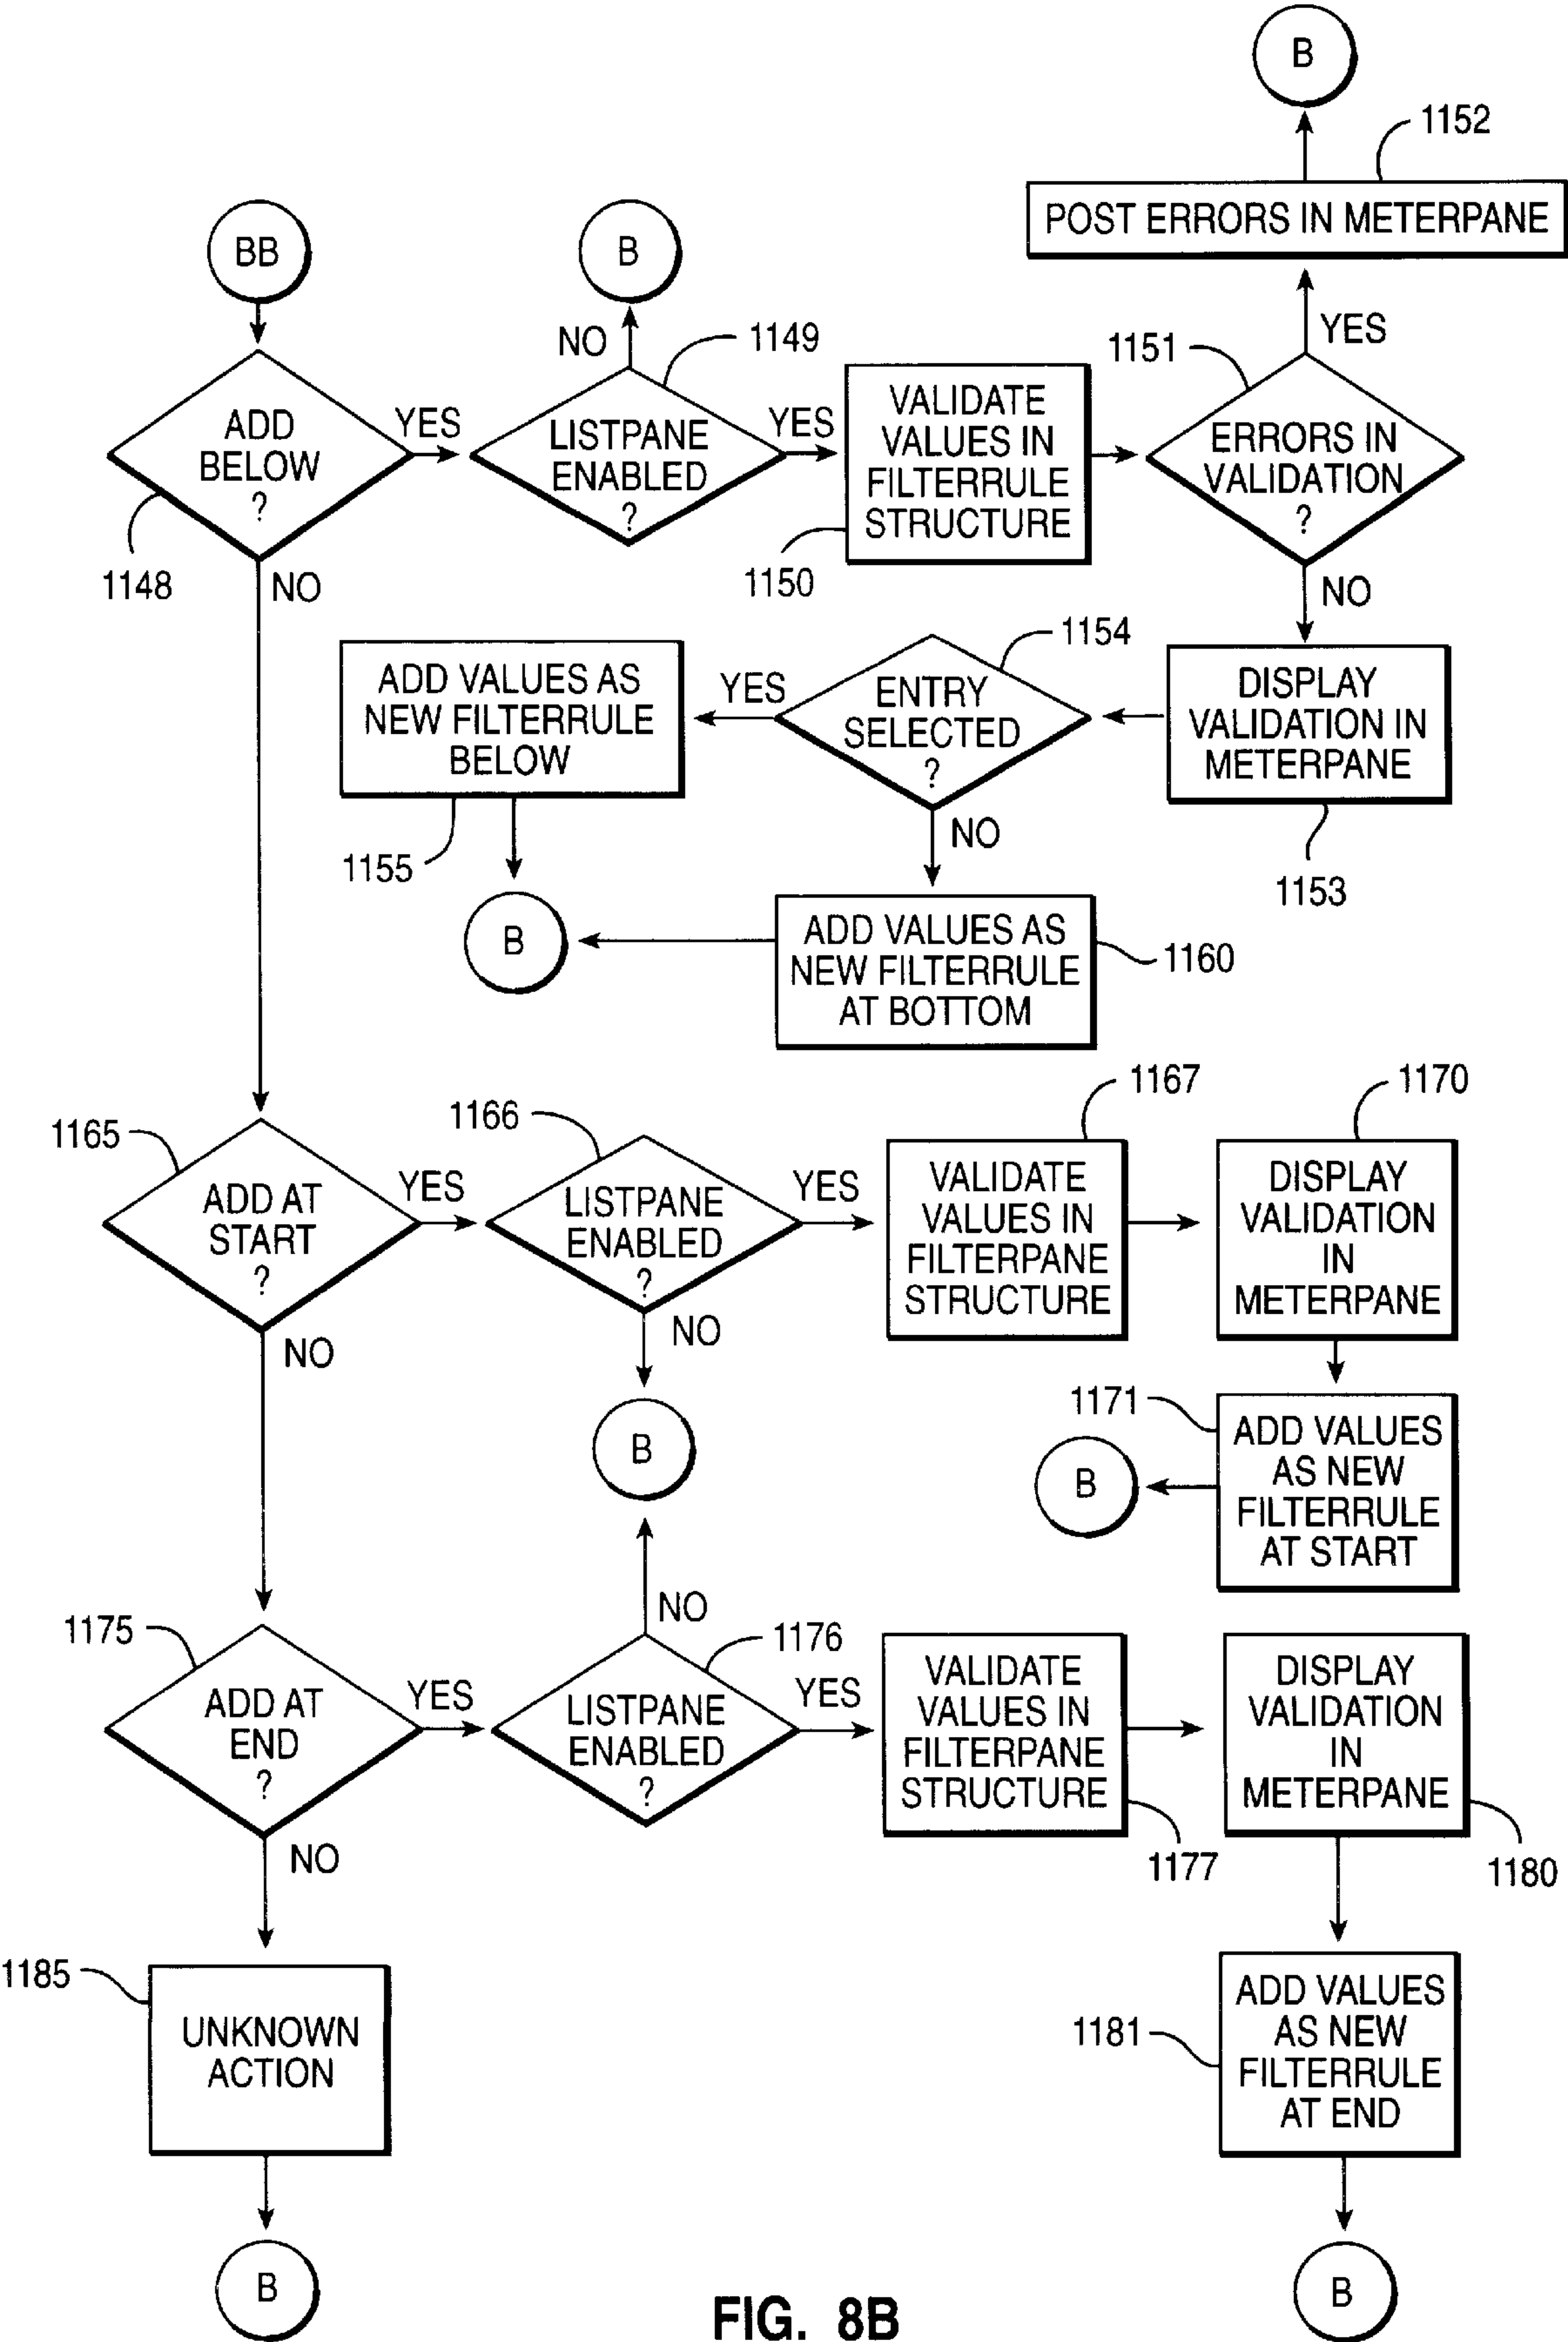 B
1152
POST ERRORS IN METERPANE
BB
B
NO
1149
YES
1151
ADD
BELOW
?
YES
LISTPANE
ENABLED
?
YES
VALIDATE
VALUES IN
FILTERRULE
STRUCTURE
ERRORS IN
VALIDATION
?
1148
NO
1150
NO
ADD VALUES AS
NEW FILTERRULE
BELOW
YES
ENTRY
SELECTED
?
1154
DISPLAY
VALIDATION IN
METERPANE
1155
NO
1153
B
ADD VALUES AS
NEW FILTERRULE
AT BOTTOM
1160
1165
1166
1167
1170
ADD AT
START
?
YES
LISTPANE
ENABLED
?
YES
VALIDATE
VALUES IN
FILTERPANE
STRUCTURE
DISPLAY
VALIDATION
IN
METERPANE
NO
NO
B
1171
B
ADD VALUES
AS NEW
FILTERRULE
AT START
1175
NO
1176
ADD AT
END
?
YES
LISTPANE
ENABLED
?
YES
VALIDATE
VALUES IN
FILTERPANE
STRUCTURE
DISPLAY
VALIDATION
IN
METERPANE
NO
1177
1180
1185
UNKNOWN
ACTION
1181
ADD VALUES
AS NEW
FILTERRULE
AT END
B
B
FIG. 8B